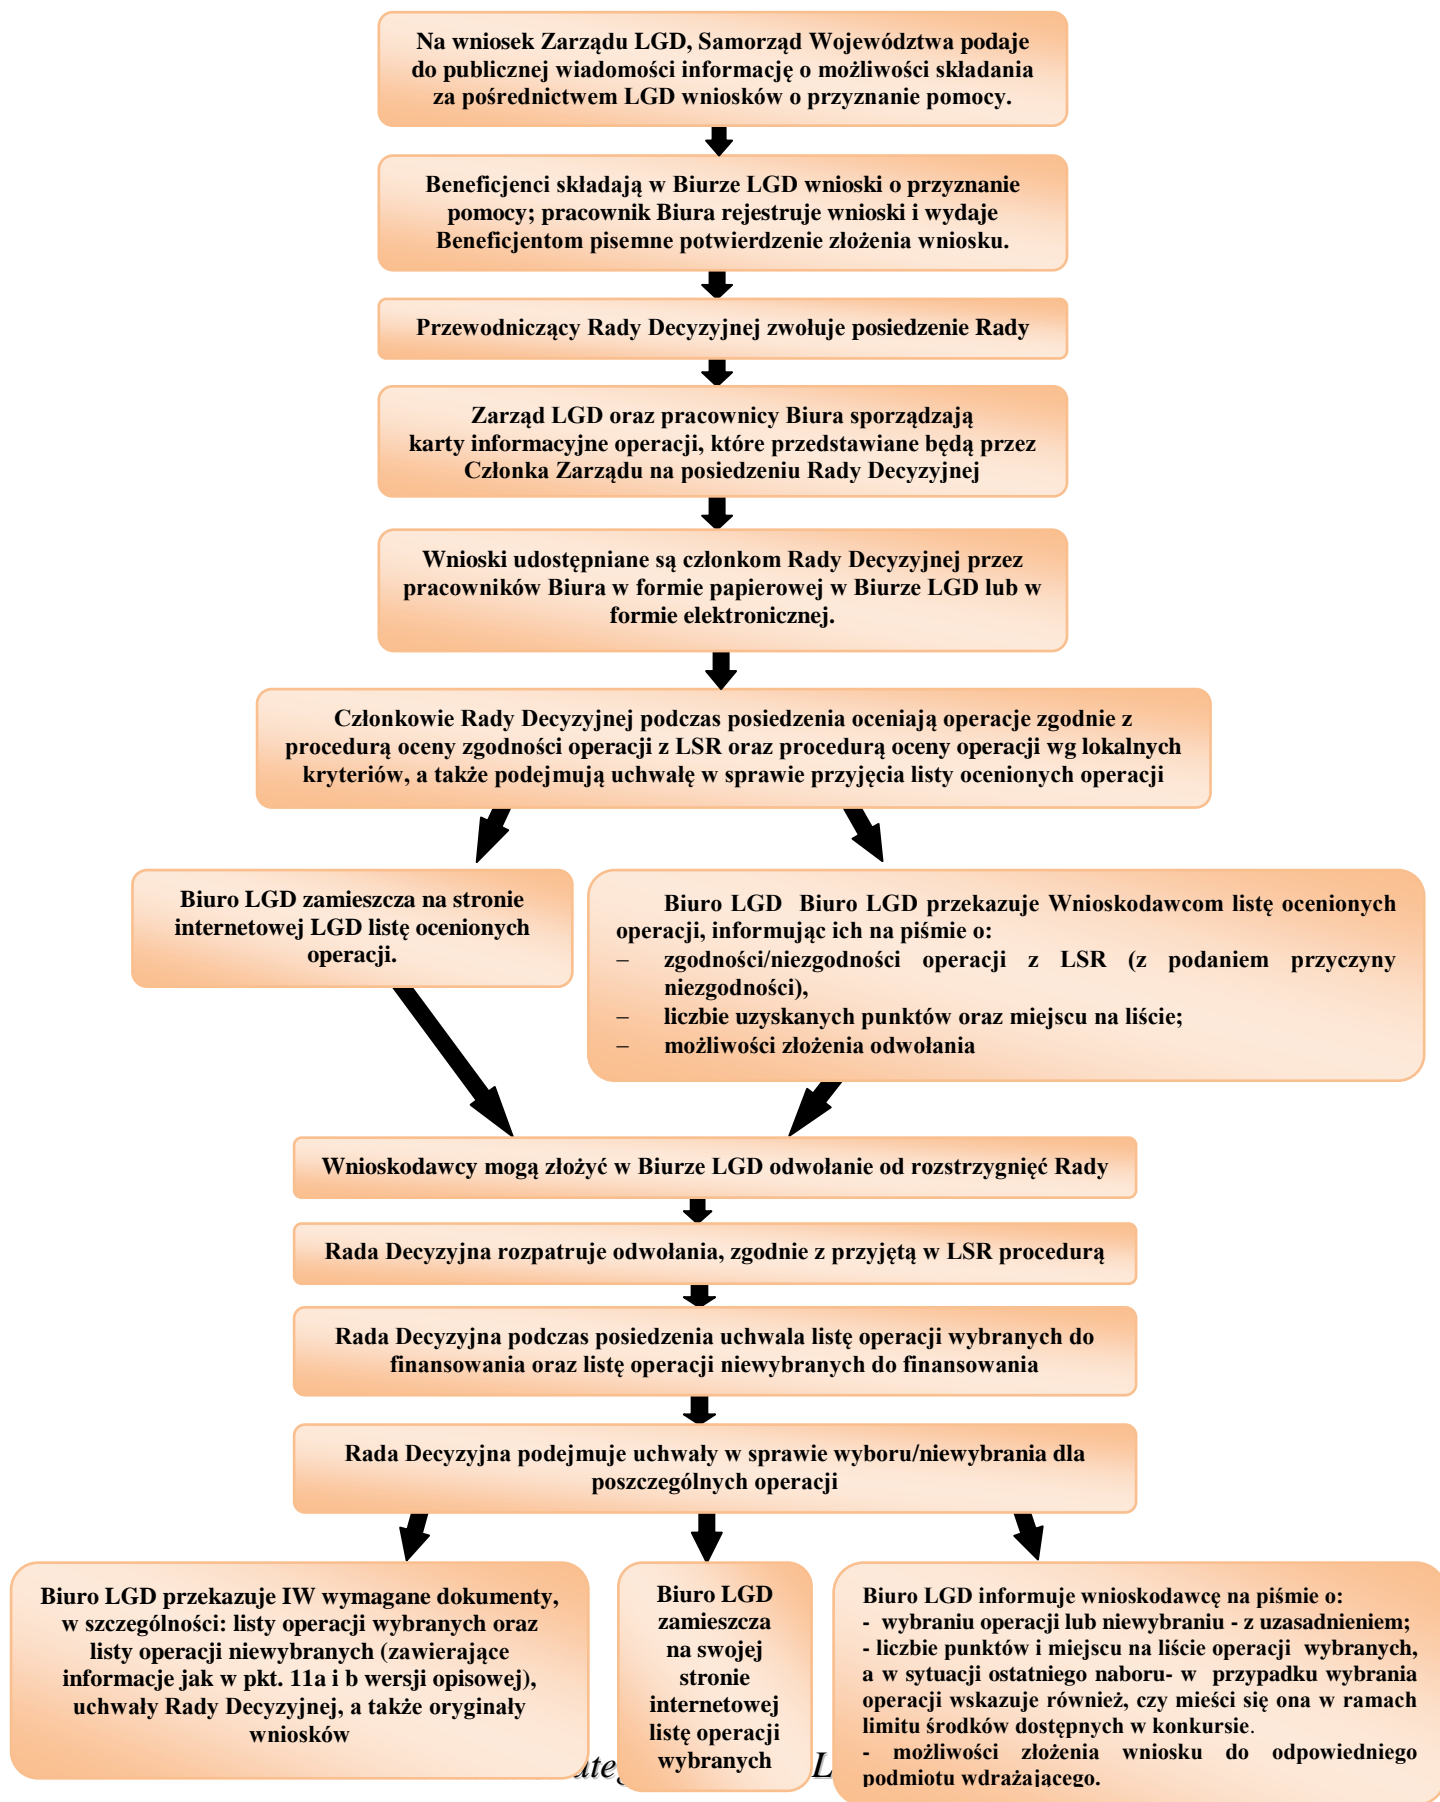 Na wniosek Zarządu LGD, Samorząd Województwa podaje
do publicznej wiadomości informację o możliwości składania
za pośrednictwem LGD wniosków o przyznanie pomocy.
Beneficjenci składają w Biurze LGD wnioski o przyznanie
pomocy; pracownik Biura rejestruje wnioski i wydaje
Beneficjentom pisemne potwierdzenie złożenia wniosku.
Przewodniczący Rady Decyzyjnej zwołuje posiedzenie Rady
Zarząd LGD oraz pracownicy Biura sporządzają
karty informacyjne operacji, które przedstawiane będą przez
Członka Zarządu na posiedzeniu Rady Decyzyjnej
Wnioski udostępniane są członkom Rady Decyzyjnej przez
pracowników Biura w formie papierowej w Biurze LGD lub w
formie elektronicznej.
Członkowie Rady Decyzyjnej podczas posiedzenia oceniają operacje zgodnie z
procedurą oceny zgodności operacji z LSR oraz procedurą oceny operacji wg lokalnych
kryteriów, a także podejmują uchwałę w sprawie przyjęcia listy ocenionych operacji
Biuro LGD zamieszcza na stronie
internetowej LGD listę ocenionych
operacji.
Biuro LGD Biuro LGD przekazuje Wnioskodawcom listę ocenionych
operacji, informując ich na piśmie o:
– zgodności/niezgodności operacji z LSR (z podaniem przyczyny
niezgodności),
– liczbie uzyskanych punktów oraz miejscu na liście;
– możliwości złożenia odwołania
Wnioskodawcy mogą złożyć w Biurze LGD odwołanie od rozstrzygnięć Rady
Rada Decyzyjna rozpatruje odwołania, zgodnie z przyjętą w LSR procedurą
Rada Decyzyjna podczas posiedzenia uchwala listę operacji wybranych do
finansowania oraz listę operacji niewybranych do finansowania
Rada Decyzyjna podejmuje uchwały w sprawie wyboru/niewybrania dla
poszczególnych operacji
Biuro LGD przekazuje IW wymagane dokumenty,
w szczególności: listy operacji wybranych oraz
listy operacji niewybranych (zawierające
informacje jak w pkt. 11a i b wersji opisowej),
uchwały Rady Decyzyjnej, a także oryginały
wniosków
Biuro LGD
zamieszcza
na swojej
stronie
internetowej
listę operacji
wybranych
Biuro LGD informuje wnioskodawcę na piśmie o:
- wybraniu operacji lub niewybraniu - z uzasadnieniem;
- liczbie punktów i miejscu na liście operacji wybranych,
a w sytuacji ostatniego naboru- w przypadku wybrania
operacji wskazuje również, czy mieści się ona w ramach
limitu środków dostępnych w konkursie.
- możliwości złożenia wniosku do odpowiedniego
podmiotu wdrażającego.